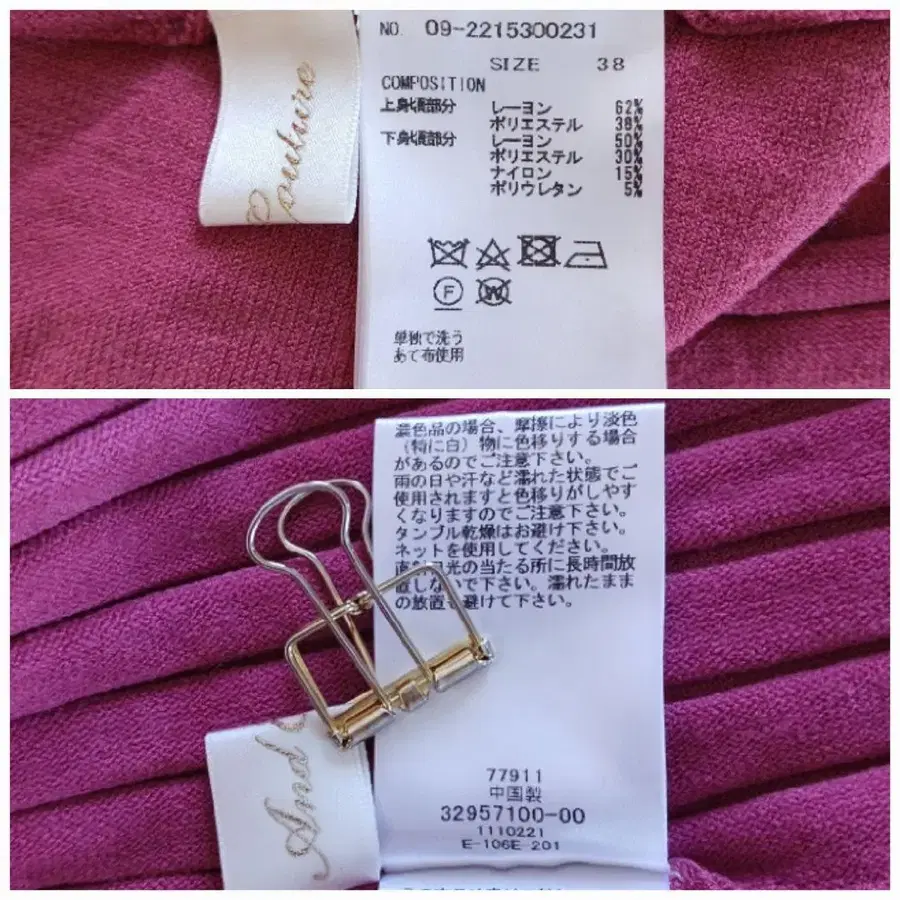 Couture
NO. 09-2215300231
SIZE 38
COMPOSITION
上身頃部分 レーヨン 62%
ポリエステル 38%
下身頃部分 レーヨン 50%
ポリエステル 30%
ナイロン 15%
ポリウレタン 5%
F W
単独で洗う
あて布使用
濃色品の場合、摩擦により淡色
(特に白)物に色移りする場合
があるのでご注意下さい。
雨の日や汗など濡れた状態でご
使用されますと色移りがしやす
くなりますのでご注意下さい。
タンブル乾燥はお避け下さい。
ネットを使用してください。
直射日光の当たる所に長時間放
置しないで下さい。濡れたまま
の放置も避けて下さい。
And
77911
中国製
32957100-00
1110221
E-106E-201